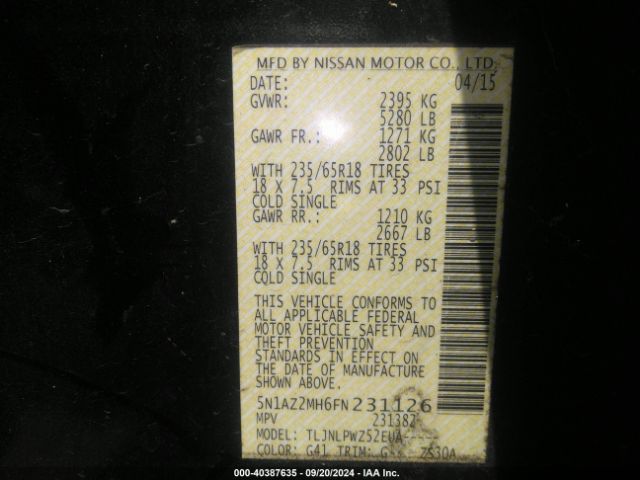 MFD BY NISSAN MOTOR CO., LTD.
DATE: 04/15
GVWR: 2395 KG
5280 LB
GAWR FR.: 1271 KG
2802 LB
WITH 235/65R18 TIRES
18 X 7.5 RIMS AT 33 PSI
COLD SINGLE
GAWR RR.: 1210 KG
2667 LB
WITH 235/65R18 TIRES
18 X 7.5 RIMS AT 33 PSI
COLD SINGLE
THIS VEHICLE CONFORMS TO
ALL APPLICABLE FEDERAL
MOTOR VEHICLE SAFETY AND
THEFT PREVENTION
STANDARDS IN EFFECT ON
THE DATE OF MANUFACTURE
SHOWN ABOVE.
5N1AZ2MH6FN231126
MPV 231382
MODEL: TLJNLPWZ52EUA-----
COLOR: G41 TRIM: ZS30A
000-40387635 - 09/20/2024 - IAA Inc.